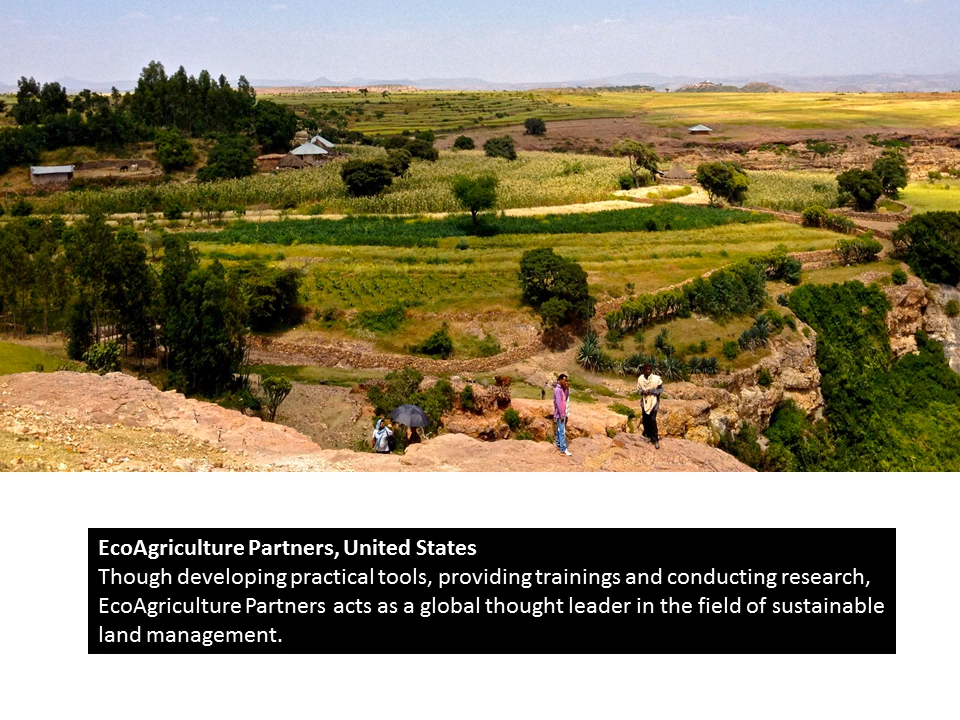 EcoAgriculture Partners, United States
Though developing practical tools, providing trainings and conducting research,
EcoAgriculture Partners acts as a global thought leader in the field of sustainable
land management.